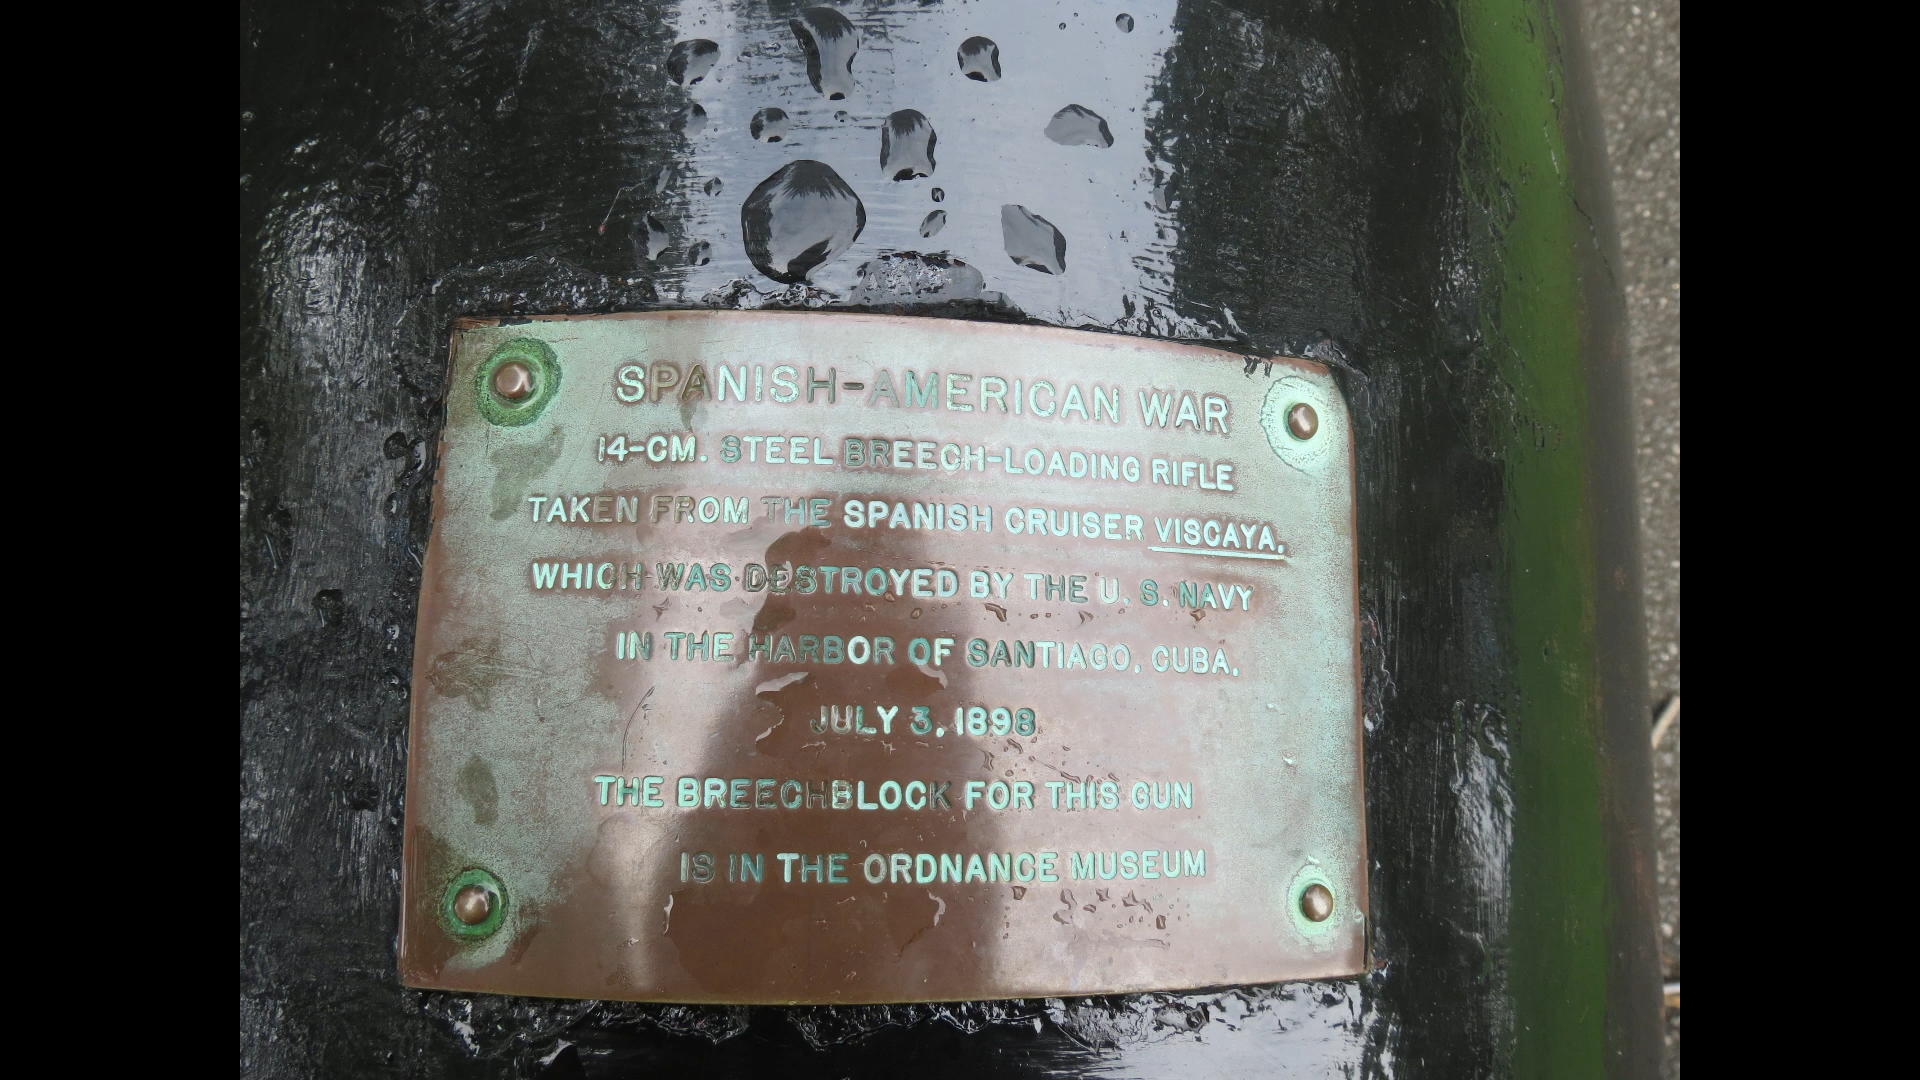 SPANISH-AMERICAN WAR
14-CM. STEEL BREECH-LOADING RIFLE
TAKEN FROM THE SPANISH CRUISER VISCAYA,
WHICH WAS DESTROYED BY THE U. S. NAVY
IN THE HARBOR OF SANTIAGO, CUBA,
JULY 3, 1898
THE BREECHBLOCK FOR THIS GUN
IS IN THE ORDNANCE MUSEUM